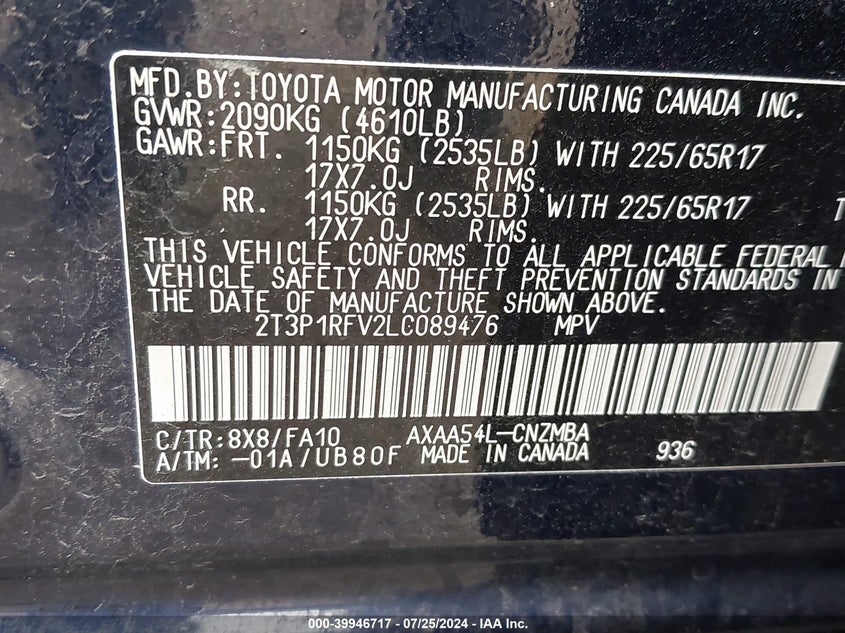 MFD.BY:TOYOTA MOTOR MANUFACTURING CANADA INC.
GVWR:2090KG (4610LB)
GAWR:FRT. 1150KG (2535LB) WITH 225/65R17
17X7.0J RIMS.
RR. 1150KG (2535LB) WITH 225/65R17 T
17X7.0J RIMS.
THIS VEHICLE CONFORMS TO ALL APPLICABLE FEDERAL
VEHICLE SAFETY AND THEFT PREVENTION STANDARDS IN
THE DATE OF MANUFACTURE SHOWN ABOVE.
2T3P1RFV2LC089476 MPV
C/TR:8X8/FA10 AXAA54L-CNZMBA
A/TM: -01A/UB80F MADE IN CANADA 936
000-39946717 - 07/25/2024 - IAA Inc.